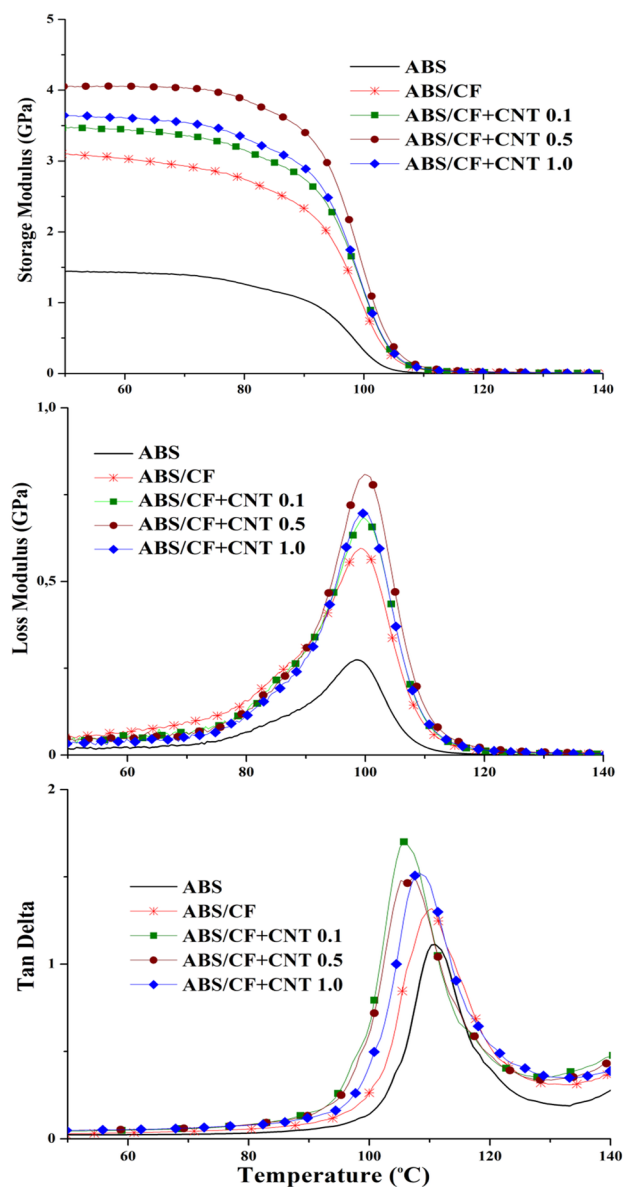 5
4
3
2
1
0
Storage Modulus (GPa)
ABS
ABS/CF
ABS/CF+CNT 0.1
ABS/CF+CNT 0.5
ABS/CF+CNT 1.0
60 80 100 120 140
1,0
0,5
0
Loss Modulus (GPa)
ABS
ABS/CF
ABS/CF+CNT 0.1
ABS/CF+CNT 0.5
ABS/CF+CNT 1.0
60 80 100 120 140
2
1
0
Tan Delta
ABS
ABS/CF
ABS/CF+CNT 0.1
ABS/CF+CNT 0.5
ABS/CF+CNT 1.0
60 80 100 120 140
Temperature (ºC)